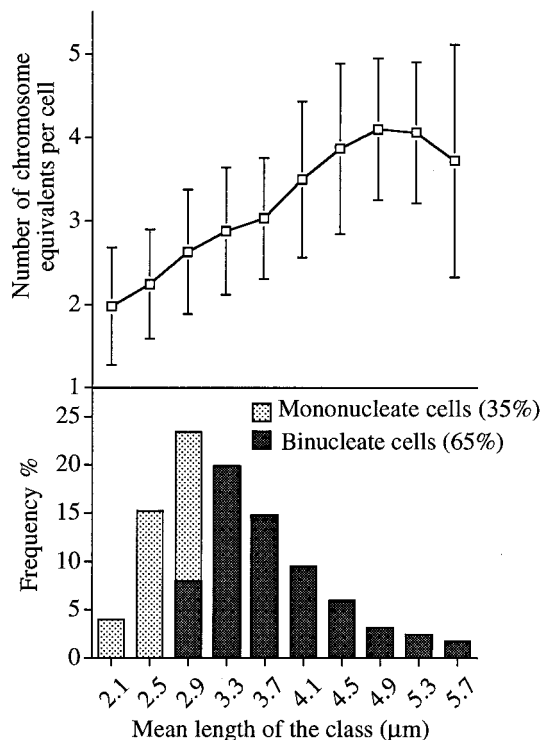 Number of chromosome
equivalents per cell
5
4
3
2
1
Mononucleate cells (35%)
Binucleate cells (65%)
Frequency %
25
20
15
10
5
0
2.1 2.5 2.9 3.3 3.7 4.1 4.5 4.9 5.3 5.7
Mean length of the class (μm)